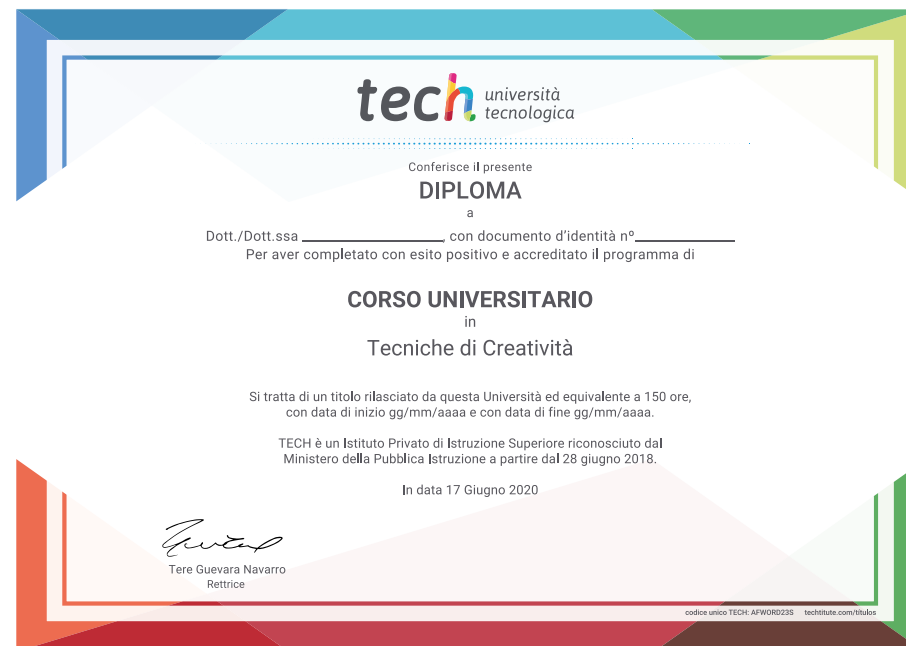 tech università
tecnologica
Conferisce il presente
DIPLOMA
a
Dott./Dott.ssa ________________, con documento d'identità nº____________
Per aver completato con esito positivo e accreditato il programma di
CORSO UNIVERSITARIO
in
Tecniche di Creatività
Si tratta di un titolo rilasciato da questa Università ed equivalente a 150 ore,
con data di inizio gg/mm/aaaa e con data di fine gg/mm/aaaa.
TECH è un Istituto Privato di Istruzione Superiore riconosciuto dal
Ministero della Pubblica Istruzione a partire dal 28 giugno 2018.
In data 17 Giugno 2020
Tere Guevara Navarro
Rettrice
codice unico TECH: AFWORD23S techtitute.com/títulos